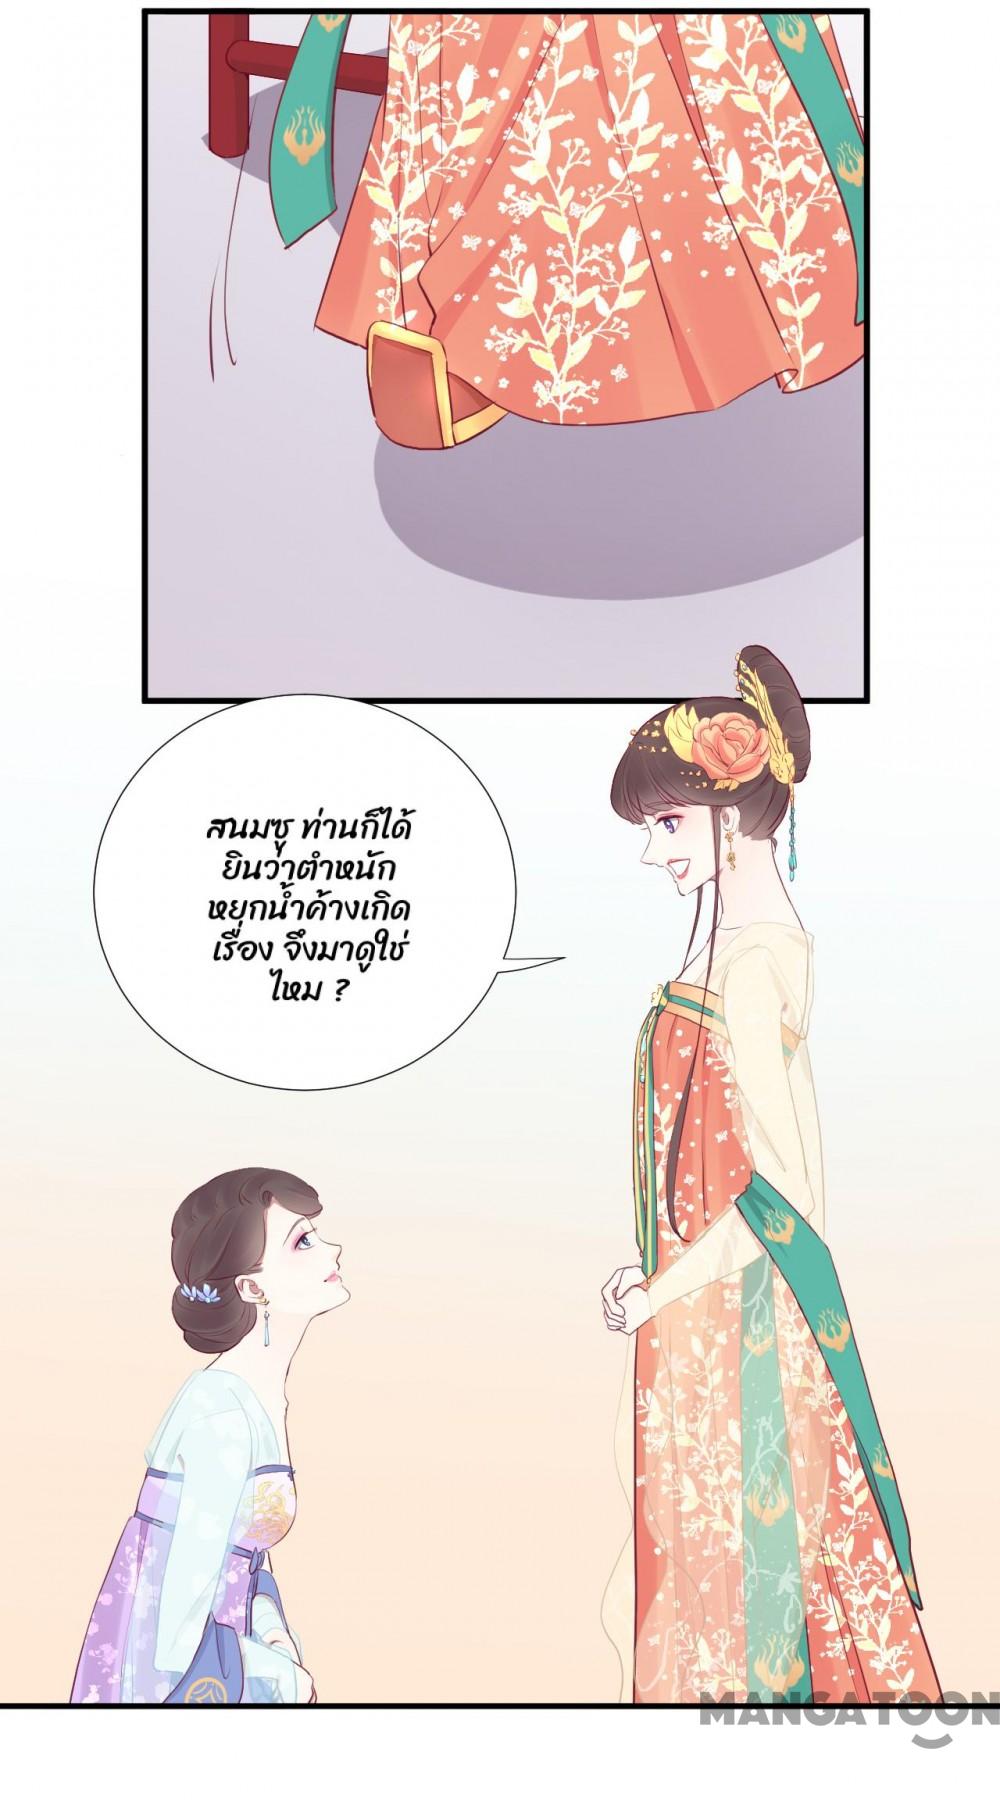 สนมซู ท่านก็ได้
ยินว่าตำหนัก
หยกน้ำค้างเกิด
เรื่อง จึงมาดูใช่
ไหม ?
MANGATOON